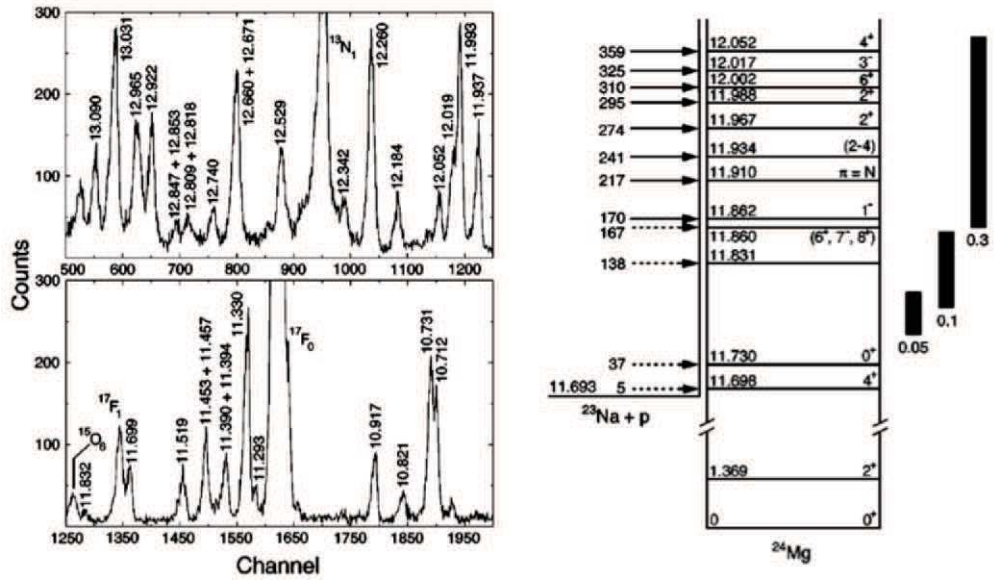 300
200
100
Counts
13.090
13.031
12.965
12.922
12.847 + 12.853
12.809 + 12.818
12.740
12.660 + 12.671
12.529
¹³N₁
12.342
12.260
12.184
12.052
12.019
11.993
11.937
500 600 700 800 900 1000 1100 1200
300
200
100
¹⁵O₆
11.832
¹⁷F₁
11.699
11.519
11.453 + 11.457
11.390 + 11.394
11.330
11.293
¹⁷F₀
10.917
10.821
10.731
10.712
1250 1350 1450 1550 1650 1750 1850 1950
Channel
359 12.052 4⁺
325 12.017 3⁻
310 12.002 6⁺
295 11.988 2⁺
274 11.967 2⁺
241 11.934 (2-4)
217 11.910 π = N
170 11.862 1⁻
167 11.860 (6⁺, 7⁻, 8⁺)
138 11.831
37 11.730 0⁺
11.693 5 11.698 4⁺
²³Na + p
1.369 2⁺
0 0⁺
²⁴Mg
0.3
0.1
0.05